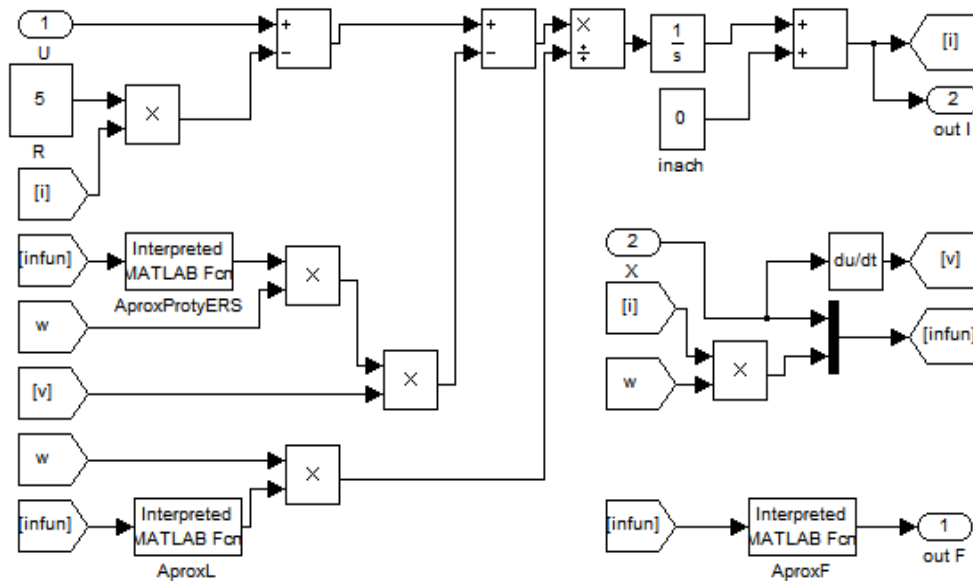 1
U
+
−
+
−
×
÷
1
s
+
+
[i]
2
out I
5
R
×
0
inach
[i]
[infun]
Interpreted
MATLAB Fcn
AproxProtyERS
×
w
[v]
×
w
×
[infun]
Interpreted
MATLAB Fcn
AproxL
2
X
du/dt
[v]
[i]
[infun]
w
×
[infun]
Interpreted
MATLAB Fcn
AproxF
1
out F